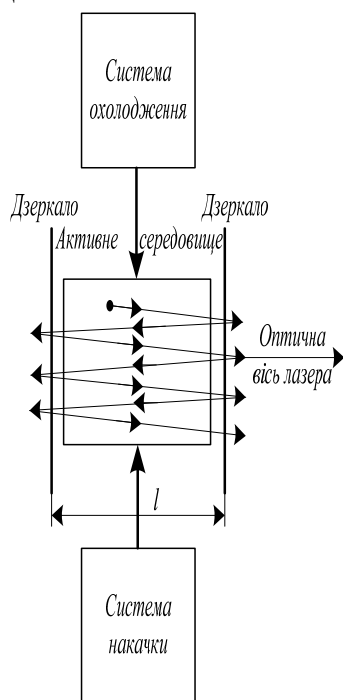 Система
охолодження
Дзеркало
Дзеркало
Активне середовище
Оптична
вісь лазера
l
Система
накачки